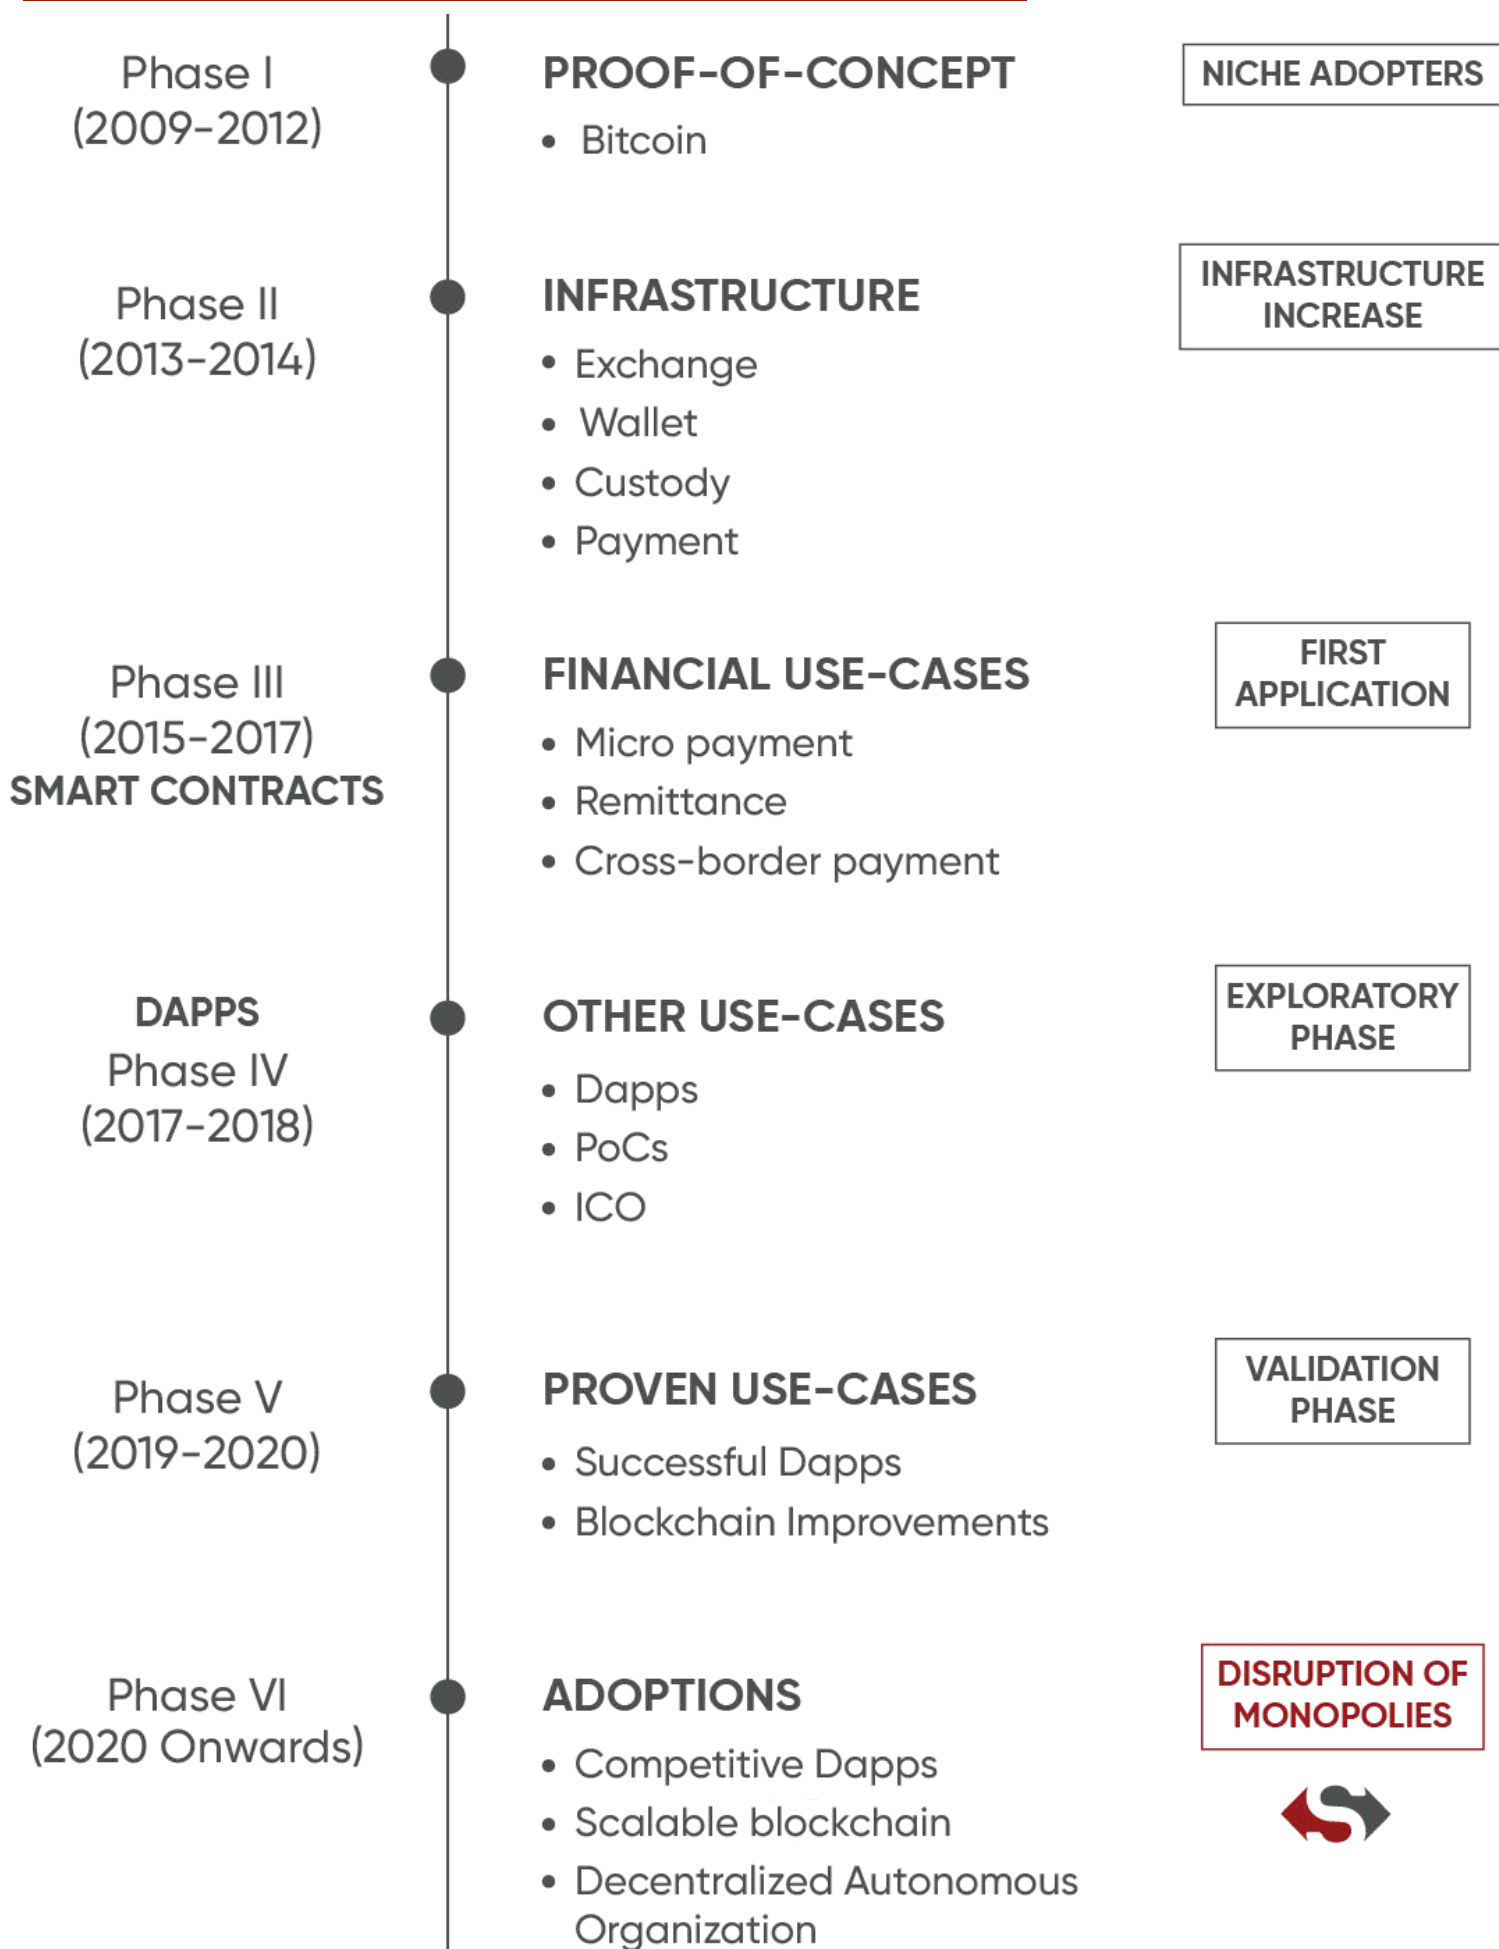 Phase I
(2009-2012)
PROOF-OF-CONCEPT
• Bitcoin
NICHE ADOPTERS
Phase II
(2013-2014)
INFRASTRUCTURE
• Exchange
• Wallet
• Custody
• Payment
INFRASTRUCTURE
INCREASE
Phase III
(2015-2017)
SMART CONTRACTS
FINANCIAL USE-CASES
• Micro payment
• Remittance
• Cross-border payment
FIRST
APPLICATION
DAPPS
Phase IV
(2017-2018)
OTHER USE-CASES
• Dapps
• PoCs
• ICO
EXPLORATORY
PHASE
Phase V
(2019-2020)
PROVEN USE-CASES
• Successful Dapps
• Blockchain Improvements
VALIDATION
PHASE
Phase VI
(2020 Onwards)
ADOPTIONS
• Competitive Dapps
• Scalable blockchain
• Decentralized Autonomous
Organization
DISRUPTION OF
MONOPOLIES
S